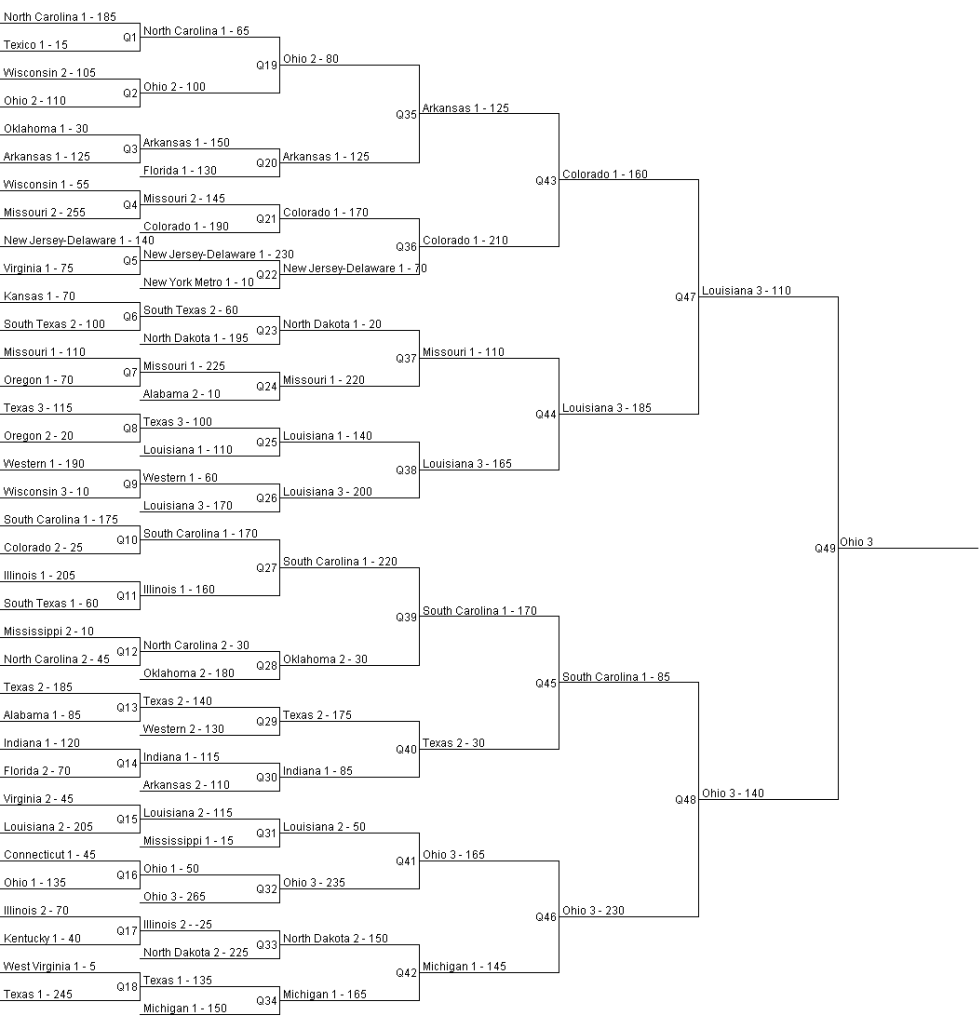 North Carolina 1 - 185
Texico 1 - 15
Wisconsin 2 - 105
Ohio 2 - 110
Oklahoma 1 - 30
Arkansas 1 - 125
Wisconsin 1 - 55
Missouri 2 - 255
New Jersey-Delaware 1 - 140
Virginia 1 - 75
Kansas 1 - 70
South Texas 2 - 100
Missouri 1 - 110
Oregon 1 - 70
Texas 3 - 115
Oregon 2 - 20
Western 1 - 190
Wisconsin 3 - 10
South Carolina 1 - 175
Colorado 2 - 25
Illinois 1 - 205
South Texas 1 - 60
Mississippi 2 - 10
North Carolina 2 - 45
Texas 2 - 185
Alabama 1 - 85
Indiana 1 - 120
Florida 2 - 70
Virginia 2 - 45
Louisiana 2 - 205
Connecticut 1 - 45
Ohio 1 - 135
Illinois 2 - 70
Kentucky 1 - 40
West Virginia 1 - 5
Texas 1 - 245
Q1
Q2
Q3
Q4
Q5
Q6
Q7
Q8
Q9
Q10
Q11
Q12
Q13
Q14
Q15
Q16
Q17
Q18
North Carolina 1 - 65
Ohio 2 - 100
Arkansas 1 - 150
Florida 1 - 130
Missouri 2 - 145
Colorado 1 - 190
New Jersey-Delaware 1 - 230
New York Metro 1 - 10
South Texas 2 - 60
North Dakota 1 - 195
Missouri 1 - 225
Alabama 2 - 10
Texas 3 - 100
Louisiana 1 - 110
Western 1 - 60
Louisiana 3 - 170
South Carolina 1 - 170
Illinois 1 - 160
North Carolina 2 - 30
Oklahoma 2 - 180
Texas 2 - 140
Western 2 - 130
Indiana 1 - 115
Arkansas 2 - 110
Louisiana 2 - 115
Mississippi 1 - 15
Ohio 1 - 50
Ohio 3 - 265
Illinois 2 - -25
North Dakota 2 - 225
Texas 1 - 135
Michigan 1 - 150
Q19
Q20
Q21
Q22
Q23
Q24
Q25
Q26
Q27
Q28
Q29
Q30
Q31
Q32
Q33
Q34
Ohio 2 - 80
Arkansas 1 - 125
Colorado 1 - 170
New Jersey-Delaware 1 - 70
North Dakota 1 - 20
Missouri 1 - 220
Louisiana 1 - 140
Louisiana 3 - 200
South Carolina 1 - 220
Oklahoma 2 - 30
Texas 2 - 175
Indiana 1 - 85
Louisiana 2 - 50
Ohio 3 - 235
North Dakota 2 - 150
Michigan 1 - 165
Q35
Q36
Q37
Q38
Q39
Q40
Q41
Q42
Arkansas 1 - 125
Colorado 1 - 210
Missouri 1 - 110
Louisiana 3 - 165
South Carolina 1 - 170
Texas 2 - 30
Ohio 3 - 165
Michigan 1 - 145
Q43
Q44
Q45
Q46
Colorado 1 - 160
Louisiana 3 - 185
South Carolina 1 - 85
Ohio 3 - 230
Q47
Q48
Louisiana 3 - 110
Ohio 3 - 140
Q49
Ohio 3